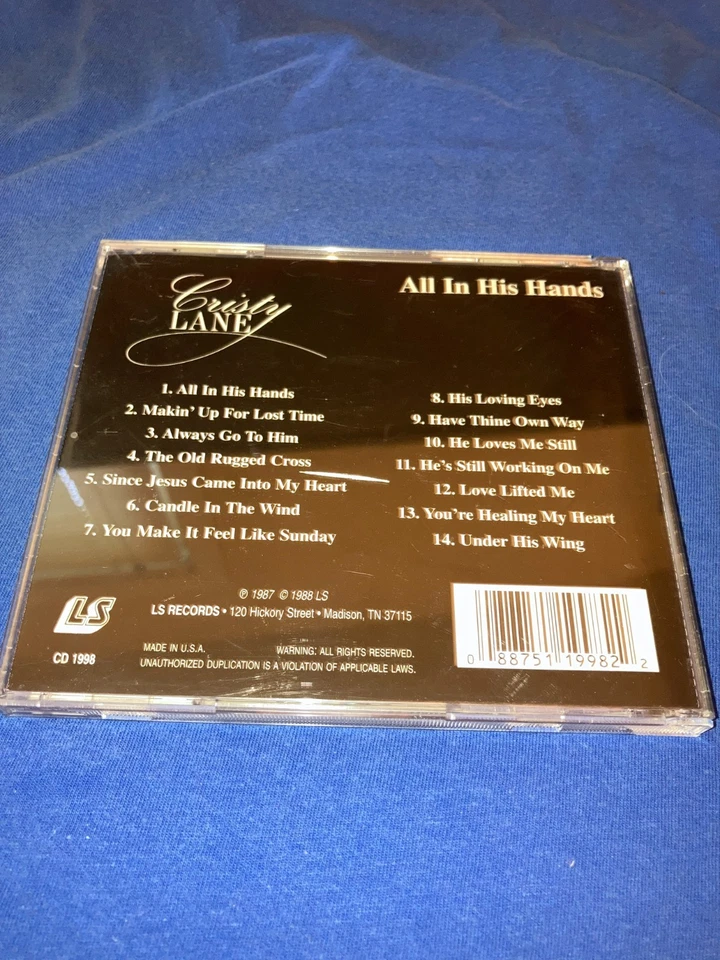 Cristy
LANE
All In His Hands
1. All In His Hands
2. Makin' Up For Lost Time
3. Always Go To Him
4. The Old Rugged Cross
5. Since Jesus Came Into My Heart
6. Candle In The Wind
7. You Make It Feel Like Sunday
8. His Loving Eyes
9. Have Thine Own Way
10. He Loves Me Still
11. He's Still Working On Me
12. Love Lifted Me
13. You're Healing My Heart
14. Under His Wing
℗ 1987 © 1988 LS
LS RECORDS • 120 Hickory Street • Madison, TN 37115
LS
CD 1998
MADE IN U.S.A. WARNING: ALL RIGHTS RESERVED.
UNAUTHORIZED DUPLICATION IS A VIOLATION OF APPLICABLE LAWS.
0 88751 19982 2